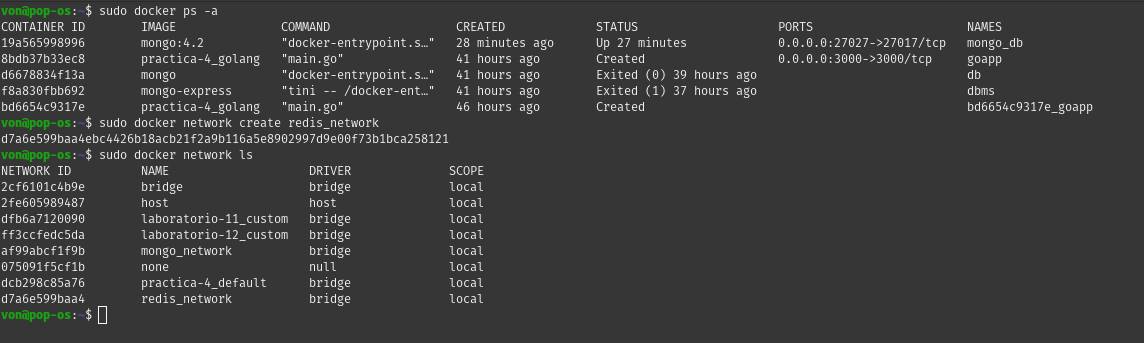 von@pop-os:~$ sudo docker ps -a
CONTAINER ID        IMAGE               COMMAND                  CREATED             STATUS                    PORTS                      NAMES
19a565998996        mongo:4.2           "docker-entrypoint.s…"   28 minutes ago      Up 27 minutes             0.0.0.0:27027->27017/tcp   mongo_db
8bdb37b33ec8        practica-4_golang   "main.go"                41 hours ago        Created                   0.0.0.0:3000->3000/tcp     goapp
d6678834f13a        mongo               "docker-entrypoint.s…"   41 hours ago        Exited (0) 39 hours ago                              db
f8a830fbb692        mongo-express       "tini -- /docker-ent…"   41 hours ago        Exited (1) 37 hours ago                              dbms
bd6654c9317e        practica-4_golang   "main.go"                46 hours ago        Created                                              bd6654c9317e_goapp
von@pop-os:~$ sudo docker network create redis_network
d7a6e599baa4ebc4426b18acb21f2a9b116a5e8902997d9e00f73b1bca258121
von@pop-os:~$ sudo docker network ls
NETWORK ID          NAME                    DRIVER              SCOPE
2cf6101c4b9e        bridge                  bridge              local
2fe605989487        host                    host                local
dfb6a7120090        laboratorio-11_custom   bridge              local
ff3ccfedc5da        laboratorio-12_custom   bridge              local
af99abcf1f9b        mongo_network           bridge              local
075091f5cf1b        none                    null                local
dcb298c85a76        practica-4_default      bridge              local
d7a6e599baa4        redis_network           bridge              local
von@pop-os:~$